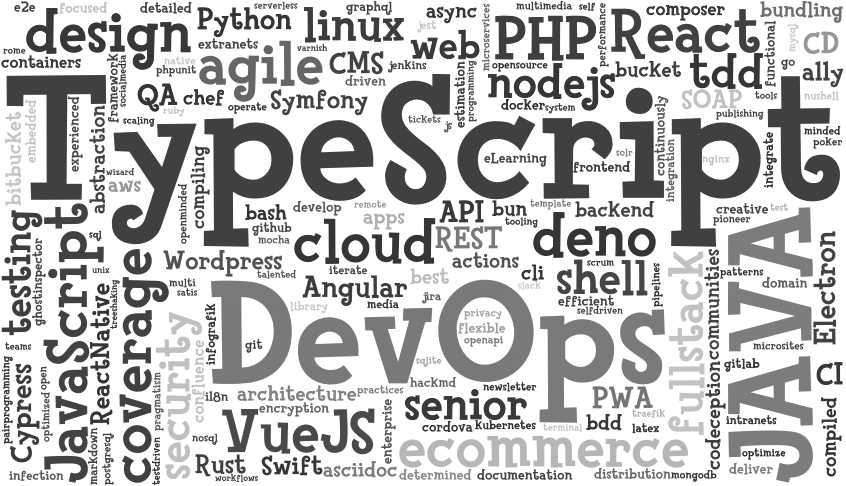 e2e
focused
detailed
serverless
graphql
async
multimedia
self
composer
bundling
design
Python
linux
microservices
PHP
performance
React
mysql
CD
rome
extranets
varnish
jest
web
functional
containers
native
phpunit
agile
CMS
jenkins
opensource
nodejs
bucket
tdd
go
ally
framework
socialmedia
driven
estimation
programming
QA
chef
operate
Symfony
docker
system
SOAP
tools
nushell
bitbucket
embedded
TypeScript
experienced
abstraction
scaling
ruby
tickets
js
publishing
continuously
integration
minded
poker
wizard
aws
openminded
compiling
eLearning
solr
frontend
nginx
integrate
bash
develop
remote
apps
API
bun
template
tooling
backend
creative
test
pioneer
testing
ghostinspector
JavaScript
sql
unix
github
mocha
cloud
REST
deno
JAVA
Electron
Wordpress
talented
iterate
actions
best
cli
scrum
shell
pipelines
fullstack
communities
patterns
domain
multi
satis
Angular
media
jira
slack
efficient
selfdriven
treeshaking
coverage
ReactNative
library
DevOps
privacy
flexible
openapi
infografik
git
teams
pairprogramming
Cypress
optimized
open
security
confluence
sqlite
microsites
gitlab
CI
pragmatism
il8n
architecture
practices
hackmd
newsletter
PWA
traefik
encryption
enterprise
senior
bdd
codeception
intranets
compiled
markdown
postgresql
testdriven
nosql
VueJS
cordova
kubernetes
terminal
latex
optimize
infection
Rust
workflows
Swift
asciidoc
ecommerce
determined
documentation
distribution
mongodb
deliver